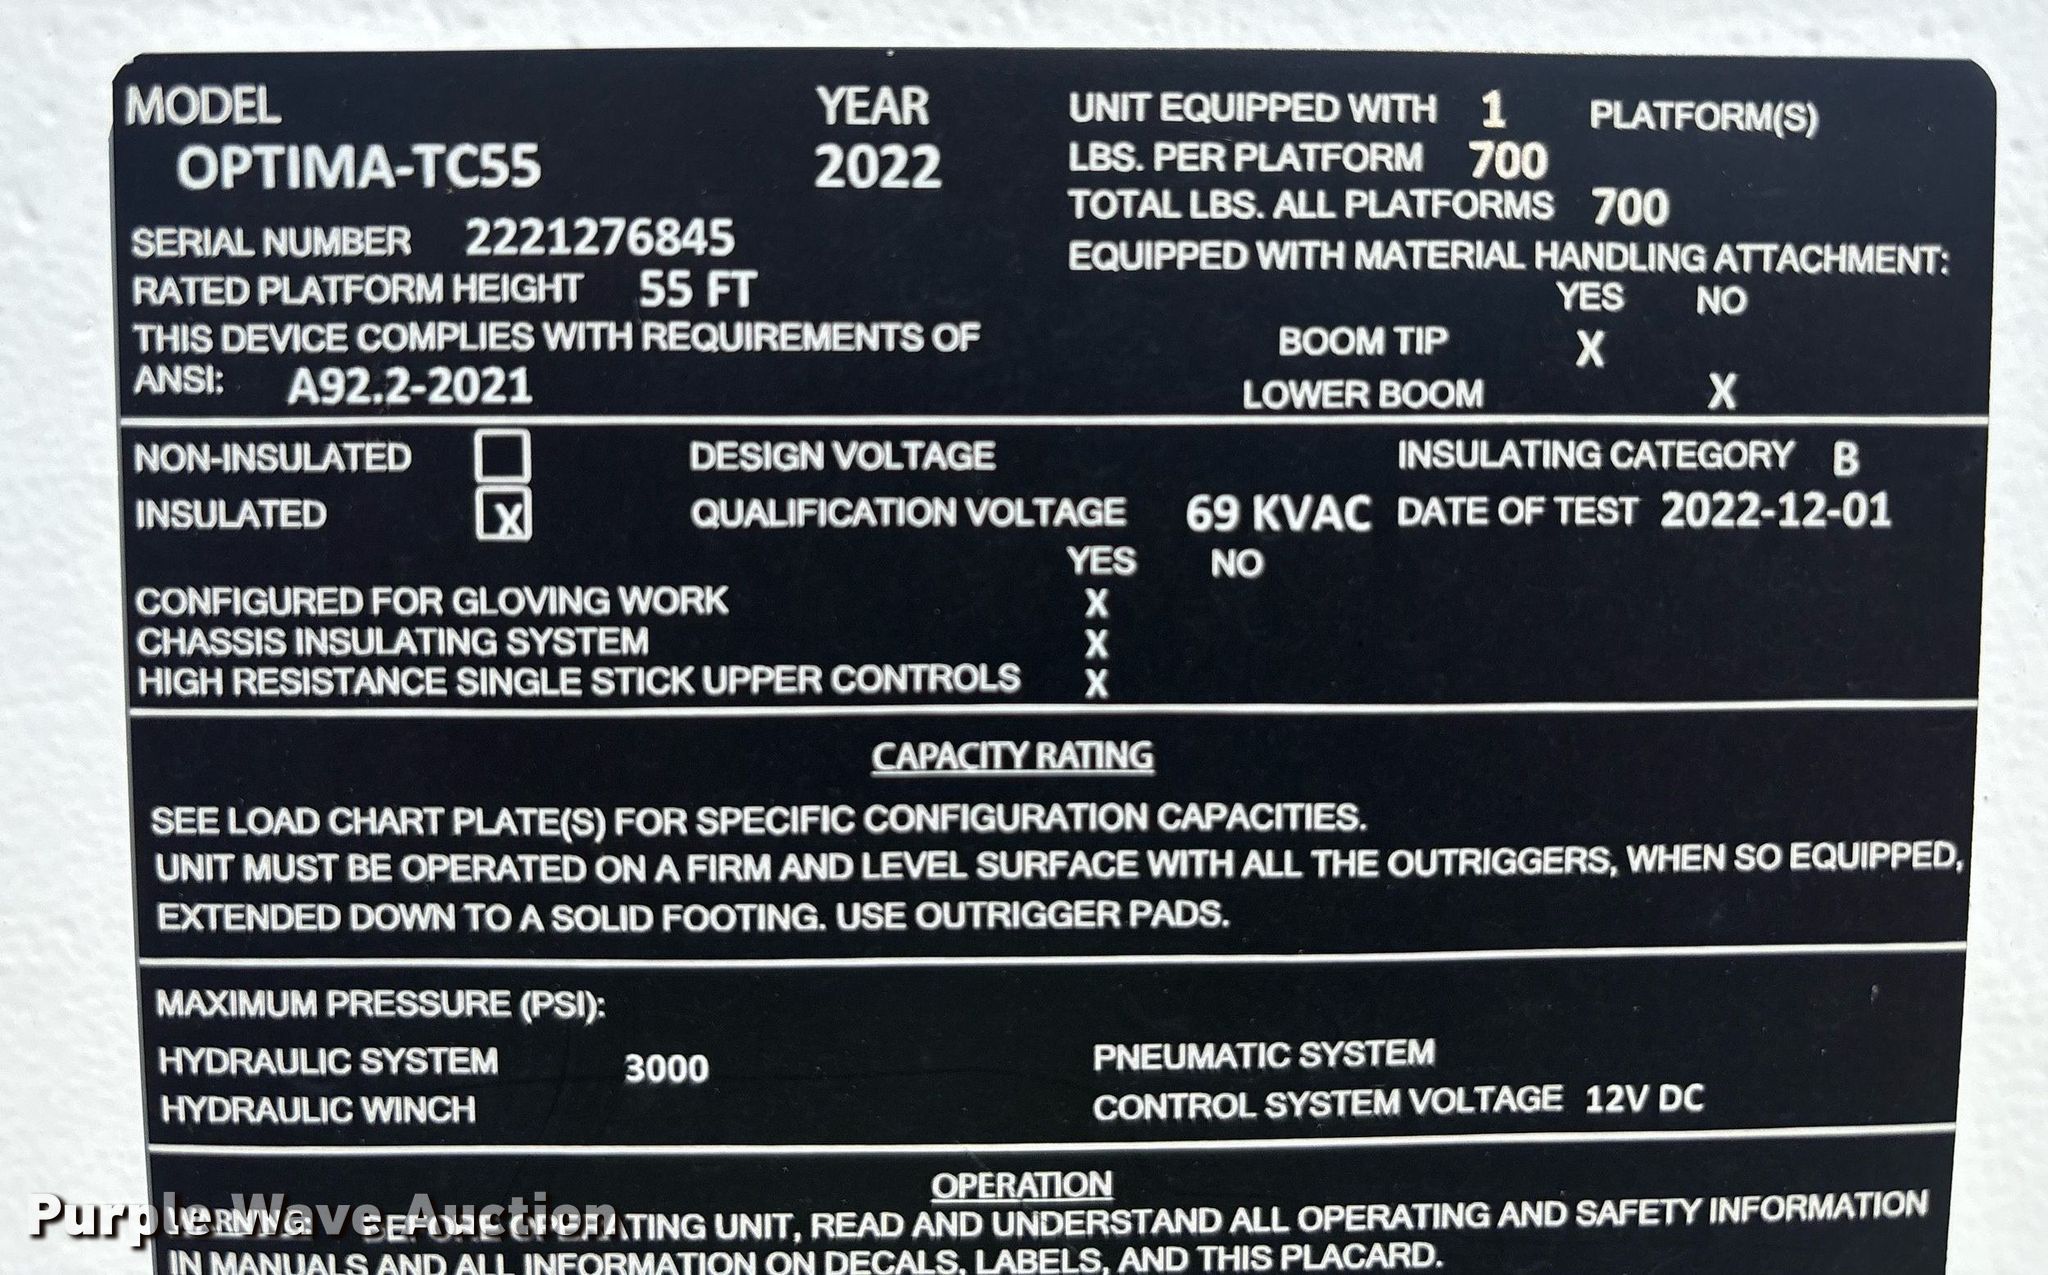 MODEL YEAR
OPTIMA-TC55 2022
SERIAL NUMBER 2221276845
RATED PLATFORM HEIGHT 55 FT
THIS DEVICE COMPLIES WITH REQUIREMENTS OF
ANSI: A92.2-2021
UNIT EQUIPPED WITH 1 PLATFORM(S)
LBS. PER PLATFORM 700
TOTAL LBS. ALL PLATFORMS 700
EQUIPPED WITH MATERIAL HANDLING ATTACHMENT:
YES NO
BOOM TIP X
LOWER BOOM X
NON-INSULATED DESIGN VOLTAGE INSULATING CATEGORY B
INSULATED X QUALIFICATION VOLTAGE 69 KVAC DATE OF TEST 2022-12-01
YES NO
CONFIGURED FOR GLOVING WORK X
CHASSIS INSULATING SYSTEM X
HIGH RESISTANCE SINGLE STICK UPPER CONTROLS X
CAPACITY RATING
SEE LOAD CHART PLATE(S) FOR SPECIFIC CONFIGURATION CAPACITIES.
UNIT MUST BE OPERATED ON A FIRM AND LEVEL SURFACE WITH ALL THE OUTRIGGERS, WHEN SO EQUIPPED,
EXTENDED DOWN TO A SOLID FOOTING. USE OUTRIGGER PADS.
MAXIMUM PRESSURE (PSI):
HYDRAULIC SYSTEM 3000 PNEUMATIC SYSTEM
HYDRAULIC WINCH CONTROL SYSTEM VOLTAGE 12V DC
OPERATION
WARNING: BEFORE OPERATING UNIT, READ AND UNDERSTAND ALL OPERATING AND SAFETY INFORMATION
IN MANUALS AND ALL INFORMATION ON DECALS, LABELS, AND THIS PLACARD.
Purple Wave Auction